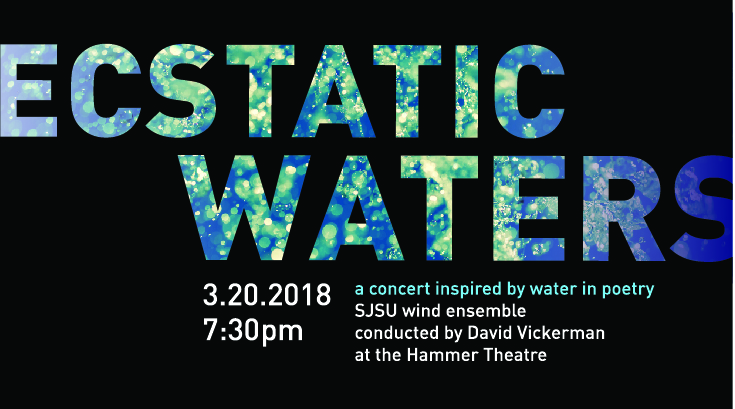 ECSTATIC
WATERS
3.20.2018
7:30pm
a concert inspired by water in poetry
SJSU wind ensemble
conducted by David Vickerman
at the Hammer Theatre